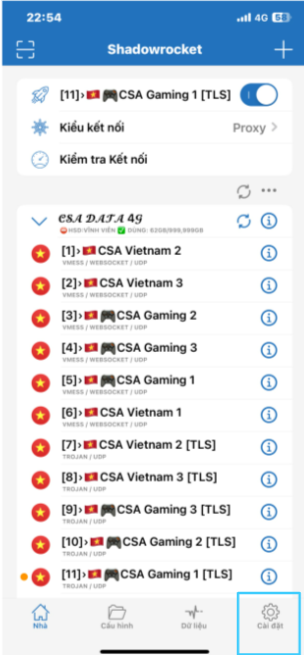 22:54
4G
Shadowrocket
[11]› CSA Gaming 1 [TLS]
Kiểu kết nối
Proxy
Kiểm tra Kết nối
CSA DATA 4G
HSD:VĨNH VIỄN DÙNG: 62GB/899,999GB
[1]› CSA Vietnam 2
VMESS / WEBSOCKET / UDP
[2]› CSA Vietnam 3
VMESS / WEBSOCKET / UDP
[3]› CSA Gaming 2
VMESS / WEBSOCKET / UDP
[4]› CSA Gaming 3
VMESS / WEBSOCKET / UDP
[5]› CSA Gaming 1
VMESS / WEBSOCKET / UDP
[6]› CSA Vietnam 1
VMESS / WEBSOCKET / UDP
[7]› CSA Vietnam 2 [TLS]
TROJAN / UDP
[8]› CSA Vietnam 3 [TLS]
TROJAN / UDP
[9]› CSA Gaming 3 [TLS]
TROJAN / UDP
[10]› CSA Gaming 2 [TLS]
TROJAN / UDP
[11]› CSA Gaming 1 [TLS]
TROJAN / UDP
Nhà
Cấu hình
Dữ liệu
Cài đặt